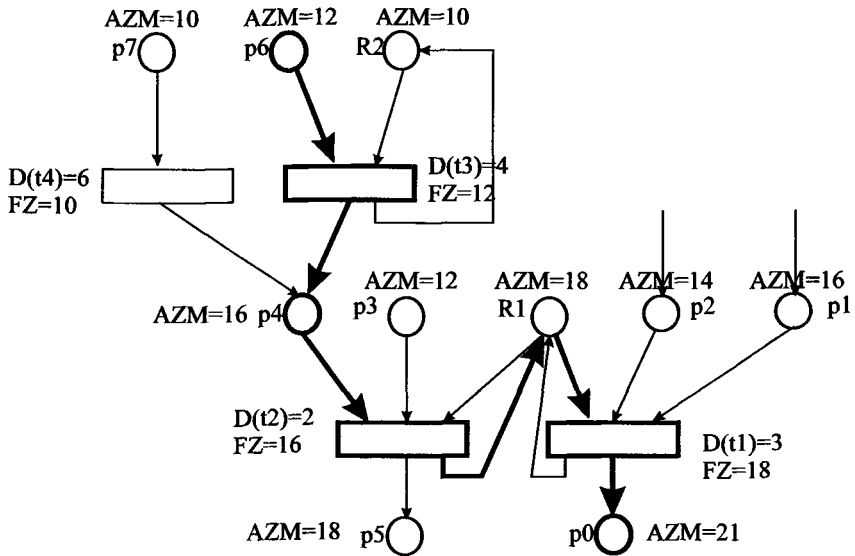 AZM=10 AZM=12 AZM=10
p7 p6 R2
D(t4)=6 D(t3)=4
FZ=10 FZ=12
AZM=12 AZM=18 AZM=14 AZM=16
AZM=16 p4 p3 R1 p2 p1
D(t2)=2 D(t1)=3
FZ=16 FZ=18
AZM=18 p5 p0 AZM=21